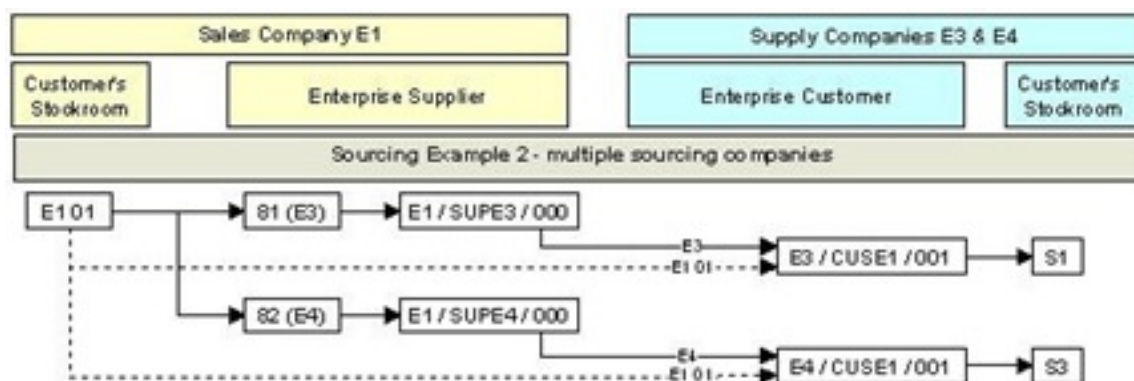 Sales Company E1
Supply Companies E3 & E4
Customer's
Stockroom
Enterprise Supplier
Enterprise Customer
Customer's
Stockroom
Sourcing Example 2 - multiple sourcing companies
E1 01
81 (E3)
E1 / SUPE3 / 000
E3
E1 01
E3 / CUSE1 / 001
S1
82 (E4)
E1 / SUPE4 / 000
E4
E1 01
E4 / CUSE1 / 001
S3